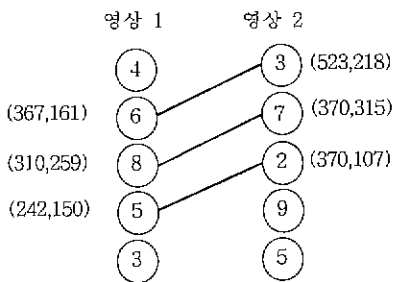 영상 1 영상 2
4 3 (523,218)
(367,161) 6 7 (370,315)
(310,259) 8 2 (370,107)
(242,150) 5 9
3 5